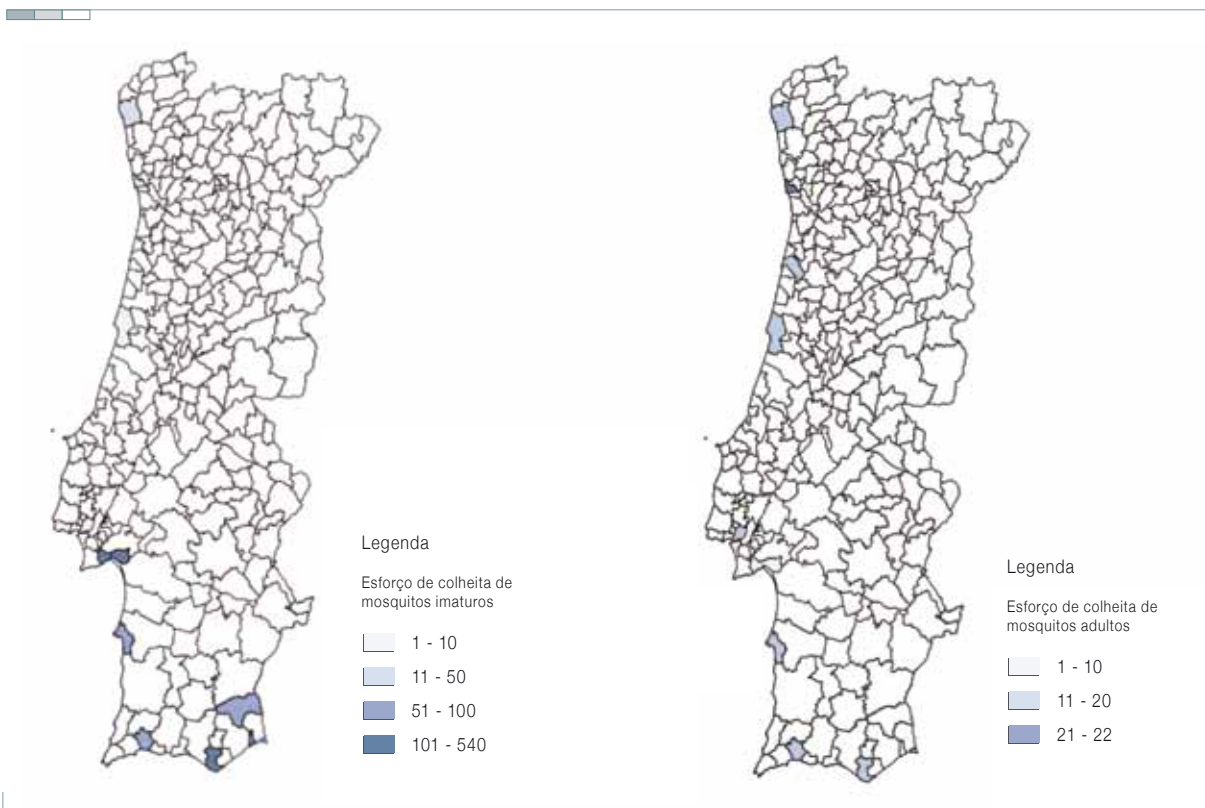 Legenda
Esforço de colheita de
mosquitos imaturos
1 - 10
11 - 50
51 - 100
101 - 540
Legenda
Esforço de colheita de
mosquitos adultos
1 - 10
11 - 20
21 - 22